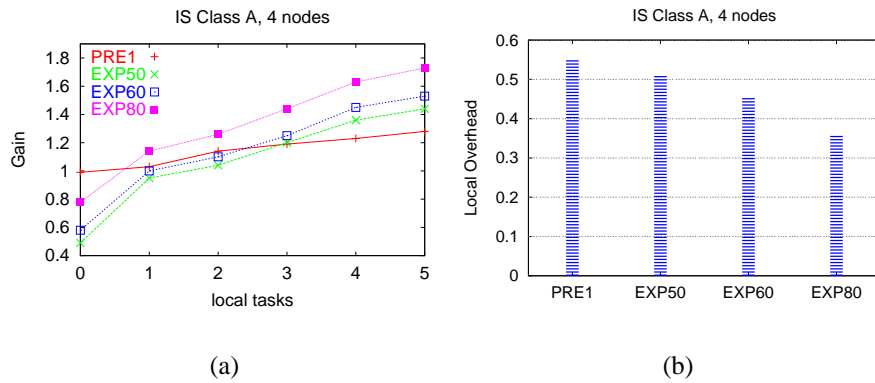 IS Class A, 4 nodes
1.8
1.6
1.4
1.2
1
0.8
0.6
0.4
Gain
PRE1
EXP50
EXP60
EXP80
0 1 2 3 4 5
local tasks
(a)
IS Class A, 4 nodes
0.6
0.5
0.4
0.3
0.2
0.1
0
Local Overhead
PRE1 EXP50 EXP60 EXP80
(b)